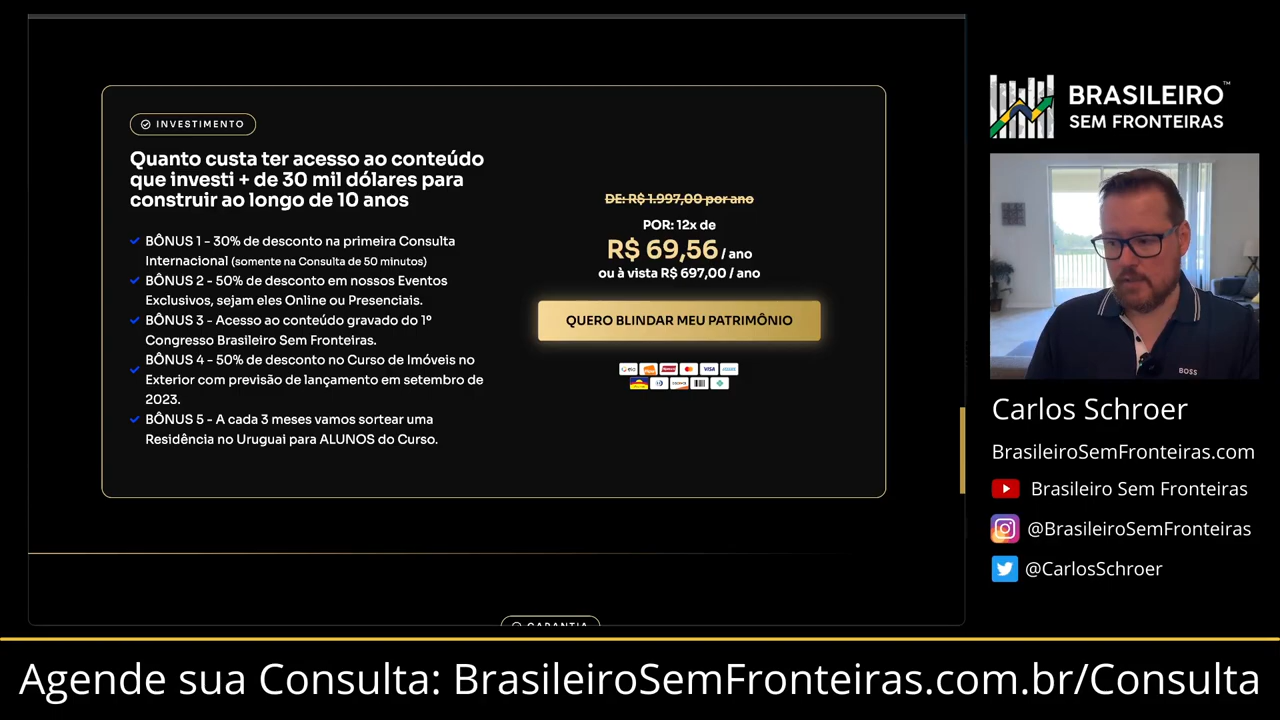 INVESTIMENTO
Quanto custa ter acesso ao conteúdo
que investi + de 30 mil dólares para
construir ao longo de 10 anos
BÔNUS 1 - 30% de desconto na primeira Consulta
Internacional (somente na Consulta de 50 minutos)
BÔNUS 2 - 50% de desconto em nossos Eventos
Exclusivos, sejam eles Online ou Presenciais.
BÔNUS 3 - Acesso ao conteúdo gravado do 1º
Congresso Brasileiro Sem Fronteiras.
BÔNUS 4 - 50% de desconto no Curso de Imóveis no
Exterior com previsão de lançamento em setembro de
2023.
BÔNUS 5 - A cada 3 meses vamos sortear uma
Residência no Uruguai para ALUNOS do Curso.
DE: R$ 1.997,00 por ano
POR: 12x de
R$ 69,56 / ano
ou à vista R$ 697,00 / ano
QUERO BLINDAR MEU PATRIMÔNIO
VISA
GARANTIA
BRASILEIRO™
SEM FRONTEIRAS
BOSS
Carlos Schroer
BrasileiroSemFronteiras.com
Brasileiro Sem Fronteiras
@BrasileiroSemFronteiras
@CarlosSchroer
Agende sua Consulta: BrasileiroSemFronteiras.com.br/Consulta